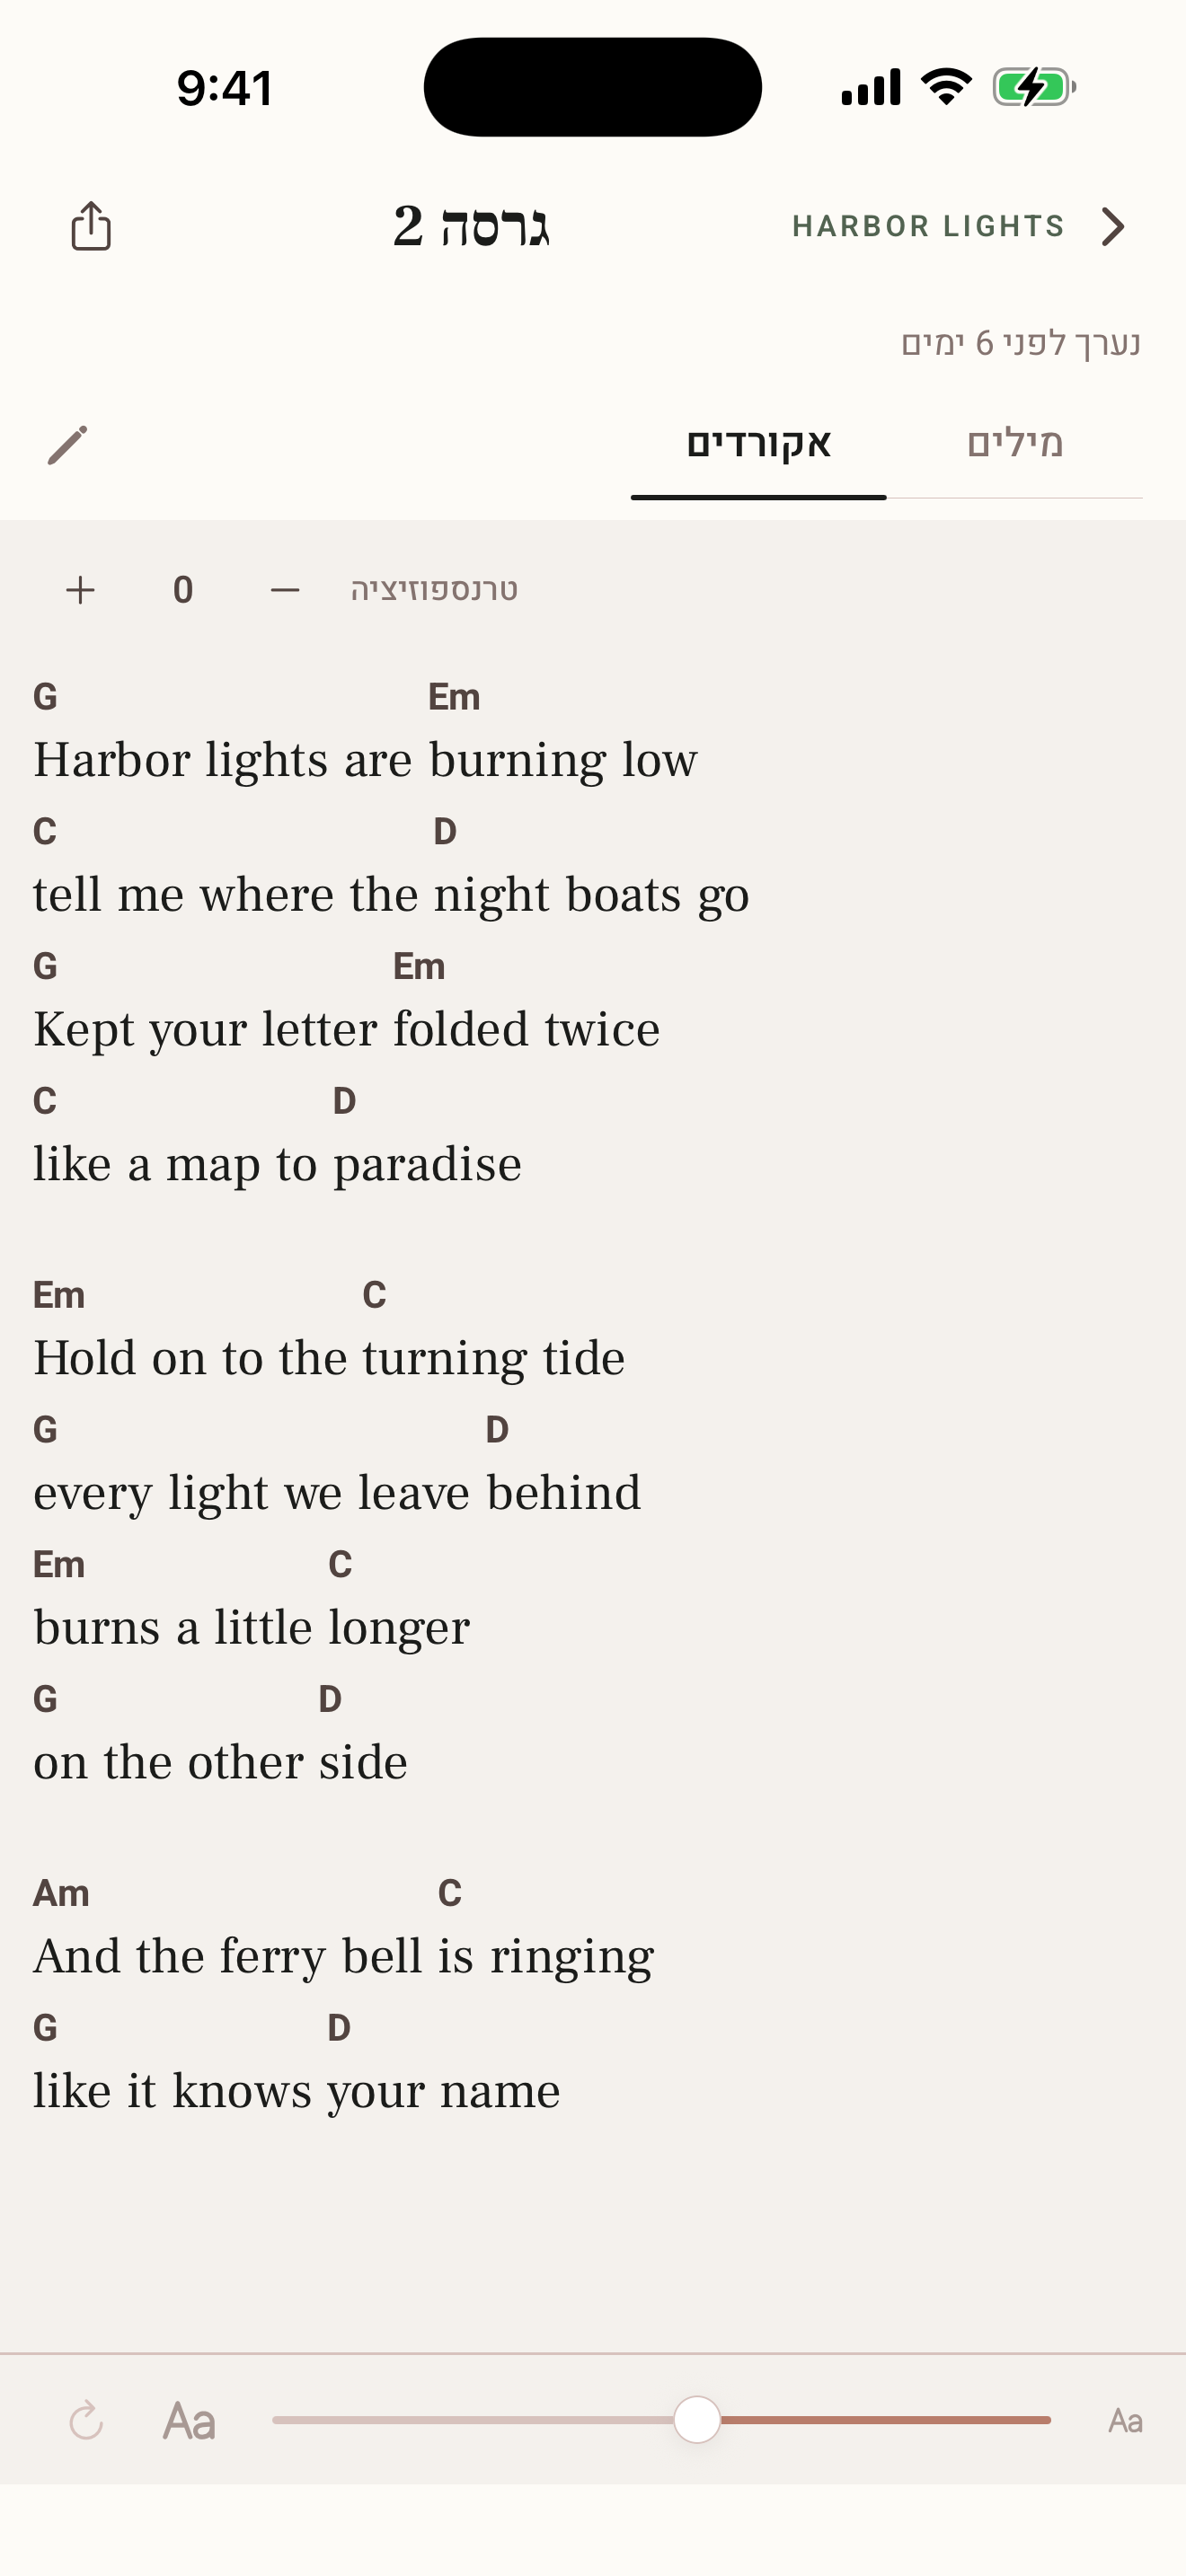 9:41
HARBOR LIGHTS
גרסה 2
נערך לפני 6 ימים
מילים
אקורדים
טרנספוזיציה
− 0 +
G Em
Harbor lights are burning low
C D
tell me where the night boats go
G Em
Kept your letter folded twice
C D
like a map to paradise
Em C
Hold on to the turning tide
G D
every light we leave behind
Em C
burns a little longer
G D
on the other side
Am C
And the ferry bell is ringing
G D
like it knows your name
Aa
Aa